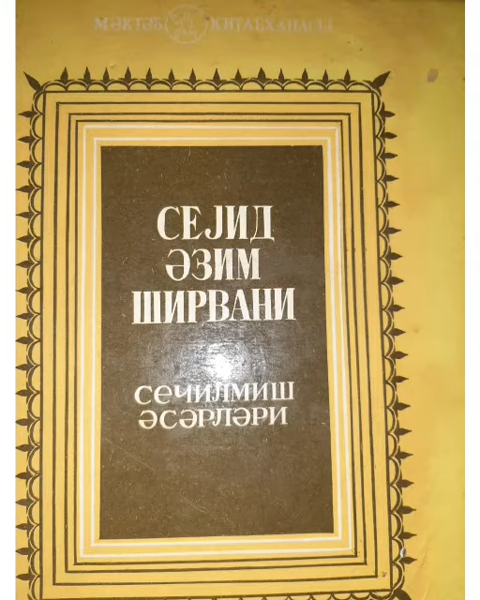 МӘКТӘБ КИТАБХАНАСЫ
СЕЈИД
ӘЗИМ
ШИРВАНИ
СЕЧИЛМИШ
ӘСӘРЛӘРИ